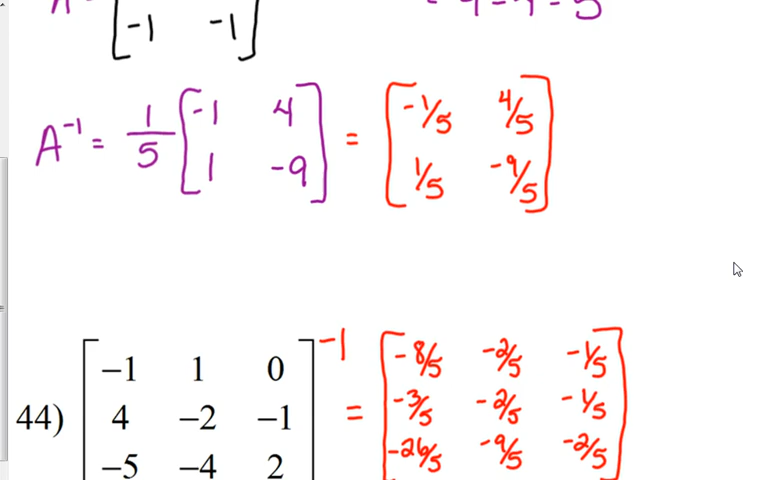 [-1 -1]
A⁻¹ = 1/5 [-1 4 = [-1/5 4/5
1 -9] 1/5 -9/5]
44) [-1 1 0 ]⁻¹ = [-8/5 -2/5 -1/5
4 -2 -1 -3/5 -2/5 -1/5
-5 -4 2 -26/5 -9/5 -2/5]